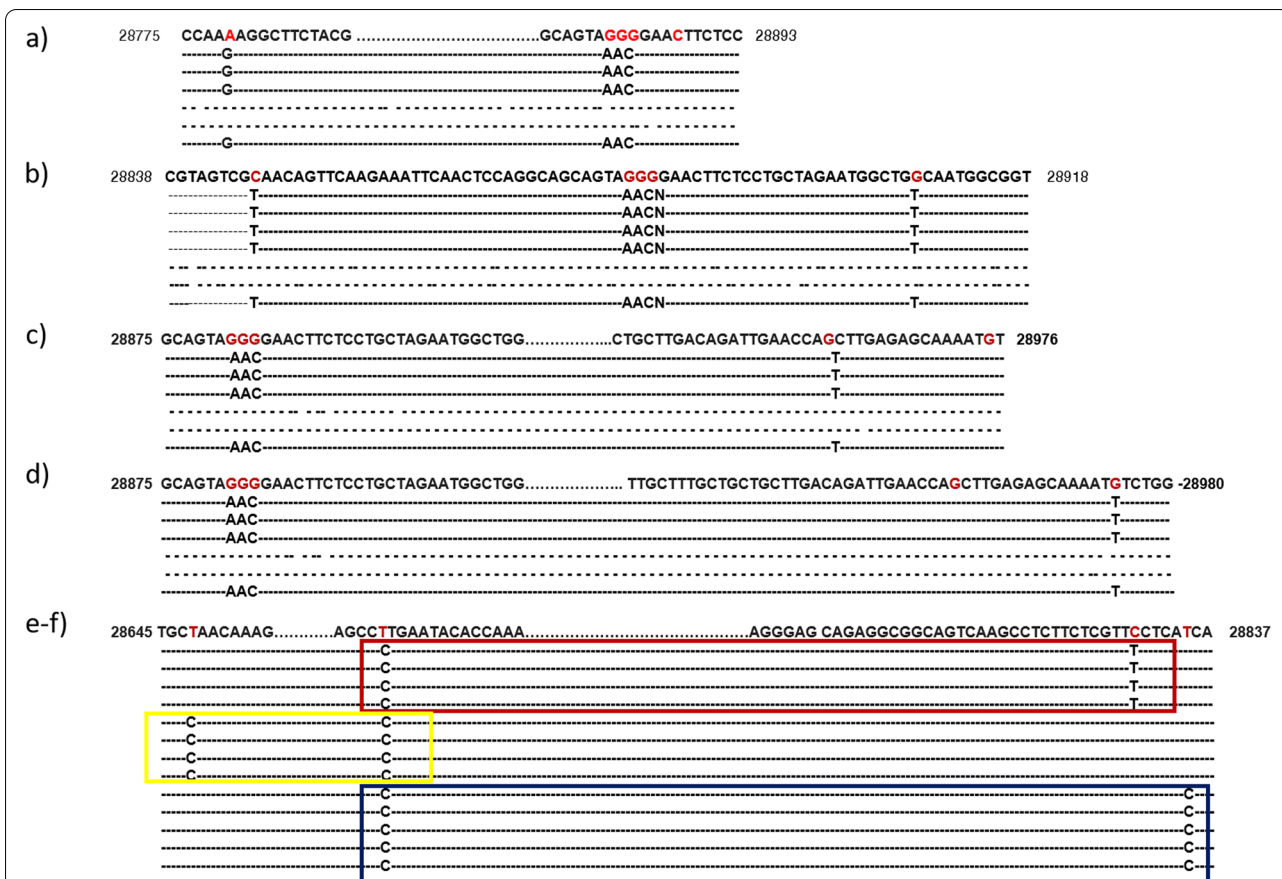 a) 28775 CCAAAAGGCTTCTACG ………………………………GCAGTAGGGGAACTTCTCC 28893
-------G-----------------------------------------------------------AAC----------------
-------G-----------------------------------------------------------AAC----------------
-------G-----------------------------------------------------------AAC----------------
-- - - - - - - - - - - - - - - - - - - - - - - - - - - - - - - - - - - - - - - -
- - - - - - - - - - - - - - - - - - - - - - - - - - - - - - - - - - - - - - - -
-------G-----------------------------------------------------------AAC----------------
b) 28838 CGTAGTCGCAACAGTTCAAGAAATTCAACTCCAGGCAGCAGTAGGGGAACTTCTCCTGCTAGAATGGCTGGCAATGGCGGT 28918
--------------T------------------------------------------------------AACN------------------------------------------T-----------------
--------------T------------------------------------------------------AACN------------------------------------------T-----------------
--------------T------------------------------------------------------AACN------------------------------------------T-----------------
--------------T------------------------------------------------------AACN------------------------------------------T-----------------
- - - - - - - - - - - - - - - - - - - - - - - - - - - - - - - - - - - - - - - -
- - - - - - - - - - - - - - - - - - - - - - - - - - - - - - - - - - - - - - - -
--------------T------------------------------------------------------AACN------------------------------------------T-----------------
c) 28875 GCAGTAGGGGAACTTCTCCTGCTAGAATGGCTGG……………..CTGCTTGACAGATTGAACCAGCTTGAGAGCAAAATGT 28976
----------AAC--------------------------------------------------------------------------T------------------------
----------AAC--------------------------------------------------------------------------T------------------------
----------AAC--------------------------------------------------------------------------T------------------------
- - - - - - - - - - - - - - - - - - - - - - - - - - - - - - - - - - - - - - - -
- - - - - - - - - - - - - - - - - - - - - - - - - - - - - - - - - - - - - - - -
----------AAC--------------------------------------------------------------------------T------------------------
d) 28875 GCAGTAGGGGAACTTCTCCTGCTAGAATGGCTGG……………….. TTGCTTTGCTGCTGCTTGACAGATTGAACCAGCTTGAGAGCAAAATGTCTGG -28980
----------AAC------------------------------------------------------------------------------------------------T--------
----------AAC------------------------------------------------------------------------------------------------T--------
----------AAC------------------------------------------------------------------------------------------------T--------
- - - - - - - - - - - - - - - - - - - - - - - - - - - - - - - - - - - - - - - -
- - - - - - - - - - - - - - - - - - - - - - - - - - - - - - - - - - - - - - - -
----------AAC------------------------------------------------------------------------------------------------T--------
e-f) 28645 TGCTAACAAAG………..AGCCTTGAATACACCAAA…………………………………….AGGGAG CAGAGGCGGCAGTCAAGCCTCTTCTCGTTCCTCATCA 28837
-----------------------------------C---------------------------------------------------------------------T------------
-----------------------------------C---------------------------------------------------------------------T------------
-----------------------------------C---------------------------------------------------------------------T------------
-----------------------------------C---------------------------------------------------------------------T------------
-----C-----------------------------C----------------------------------------------------------------------------------
-----C-----------------------------C----------------------------------------------------------------------------------
-----C-----------------------------C----------------------------------------------------------------------------------
-----C-----------------------------C----------------------------------------------------------------------------------
-----------------------------------C------------------------------------------------------------------------------C----
-----------------------------------C------------------------------------------------------------------------------C----
-----------------------------------C------------------------------------------------------------------------------C----
-----------------------------------C------------------------------------------------------------------------------C----
-----------------------------------C------------------------------------------------------------------------------C----